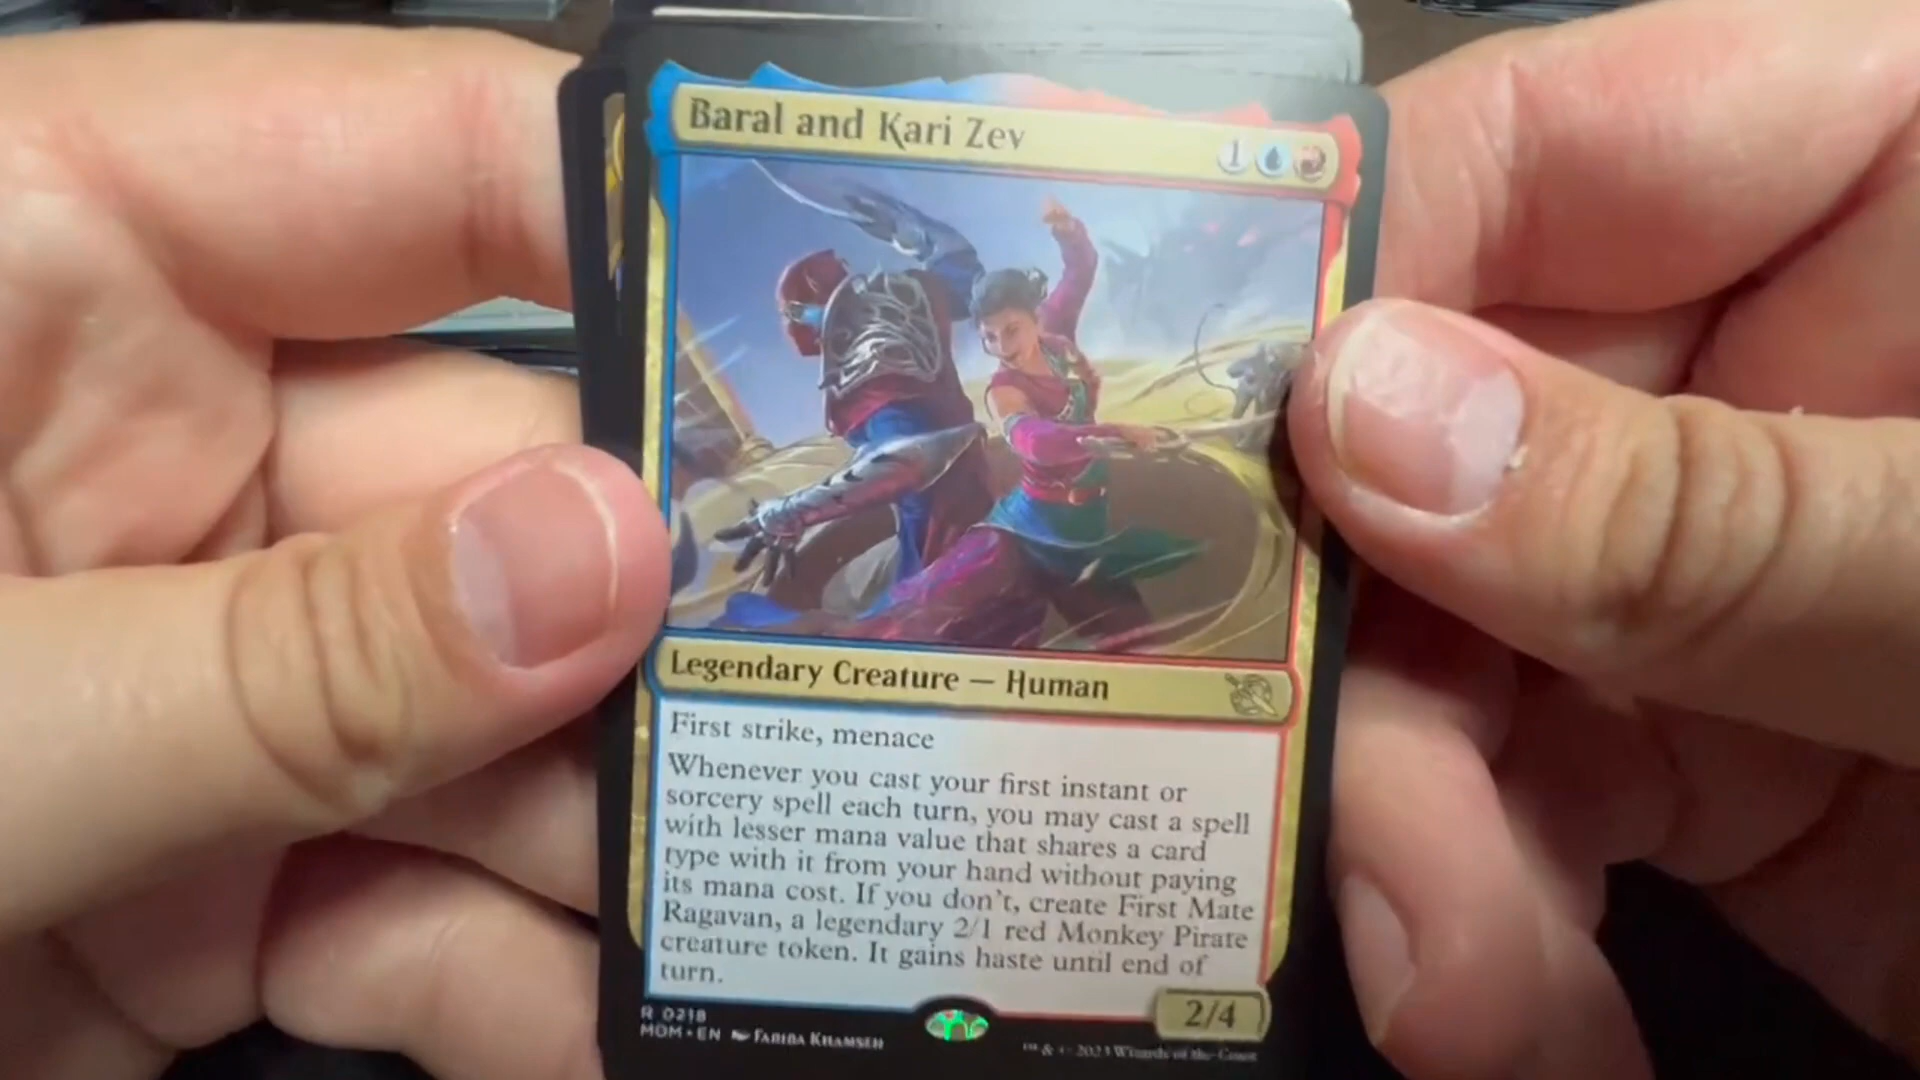 Baral and Kari Zev 1
Legendary Creature — Human
First strike, menace
Whenever you cast your first instant or
sorcery spell each turn, you may cast a spell
with lesser mana value that shares a card
type with it from your hand without paying
its mana cost. If you don't, create First Mate
Ragavan, a legendary 2/1 red Monkey Pirate
creature token. It gains haste until end of
turn.
2/4
R 0218
MOM • EN Fariba Khamseh
™ & © 2023 Wizards of the Coast